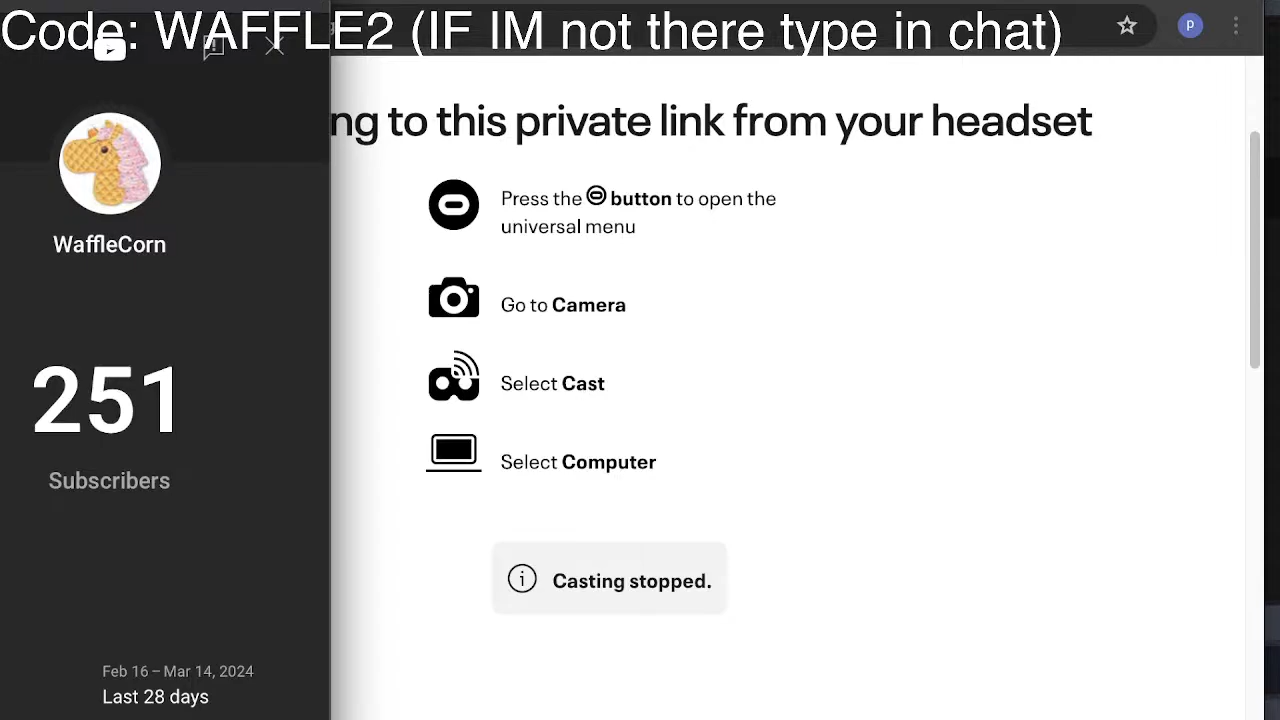 Code: WAFFLE2 (IF IM not there type in chat)
P
ng to this private link from your headset
WaffleCorn
Press the button to open the
universal menu
Go to Camera
251
Select Cast
Subscribers
Select Computer
Casting stopped.
Feb 16 – Mar 14, 2024
Last 28 days